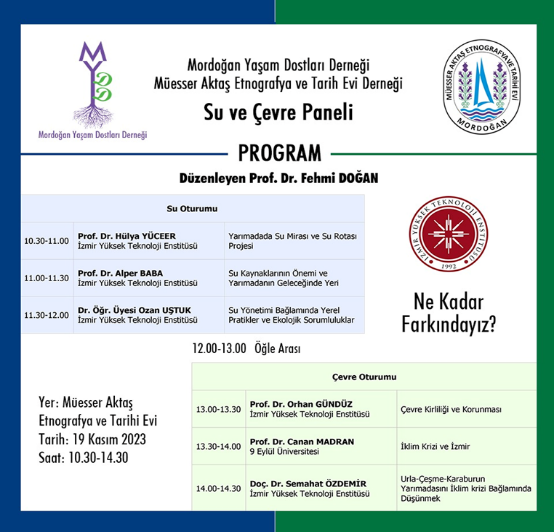 Mordoğan Yaşam Dostları Derneği
Müesser Aktaş Etnografya ve Tarih Evi Derneği
Su ve Çevre Paneli
MYDD
Mordoğan Yaşam Dostları Derneği
MÜESSER AKTAŞ ETNOGRAFYA VE TARİHİ EVİ
MORDOĞAN
PROGRAM
Düzenleyen Prof. Dr. Fehmi DOĞAN
Su Oturumu
10.30-11.00 Prof. Dr. Hülya YÜCEER Yarımadada Su Mirası ve Su Rotası
İzmir Yüksek Teknoloji Enstitüsü Projesi
11.00-11.30 Prof. Dr. Alper BABA Su Kaynaklarının Önemi ve
İzmir Yüksek Teknoloji Enstitüsü Yarımadanın Geleceğinde Yeri
11.30-12.00 Dr. Öğr. Üyesi Ozan UŞTUK Su Yönetimi Bağlamında Yerel
İzmir Yüksek Teknoloji Enstitüsü Pratikler ve Ekolojik Sorumluluklar
İZMİR YÜKSEK TEKNOLOJİ ENSTİTÜSÜ
1992
Ne Kadar
Farkındayız?
12.00-13.00 Öğle Arası
Yer: Müesser Aktaş
Etnografya ve Tarihi Evi
Tarih: 19 Kasım 2023
Saat: 10.30-14.30
Çevre Oturumu
13.00-13.30 Prof. Dr. Orhan GÜNDÜZ Çevre Kirliliği ve Korunması
İzmir Yüksek Teknoloji Enstitüsü
13.30-14.00 Prof. Dr. Canan MADRAN İklim Krizi ve İzmir
9 Eylül Üniversitesi
14.00-14.30 Doç. Dr. Semahat ÖZDEMİR Urla-Çeşme-Karaburun
İzmir Yüksek Teknoloji Enstitüsü Yarımadasını İklim krizi Bağlamında
Düşünmek